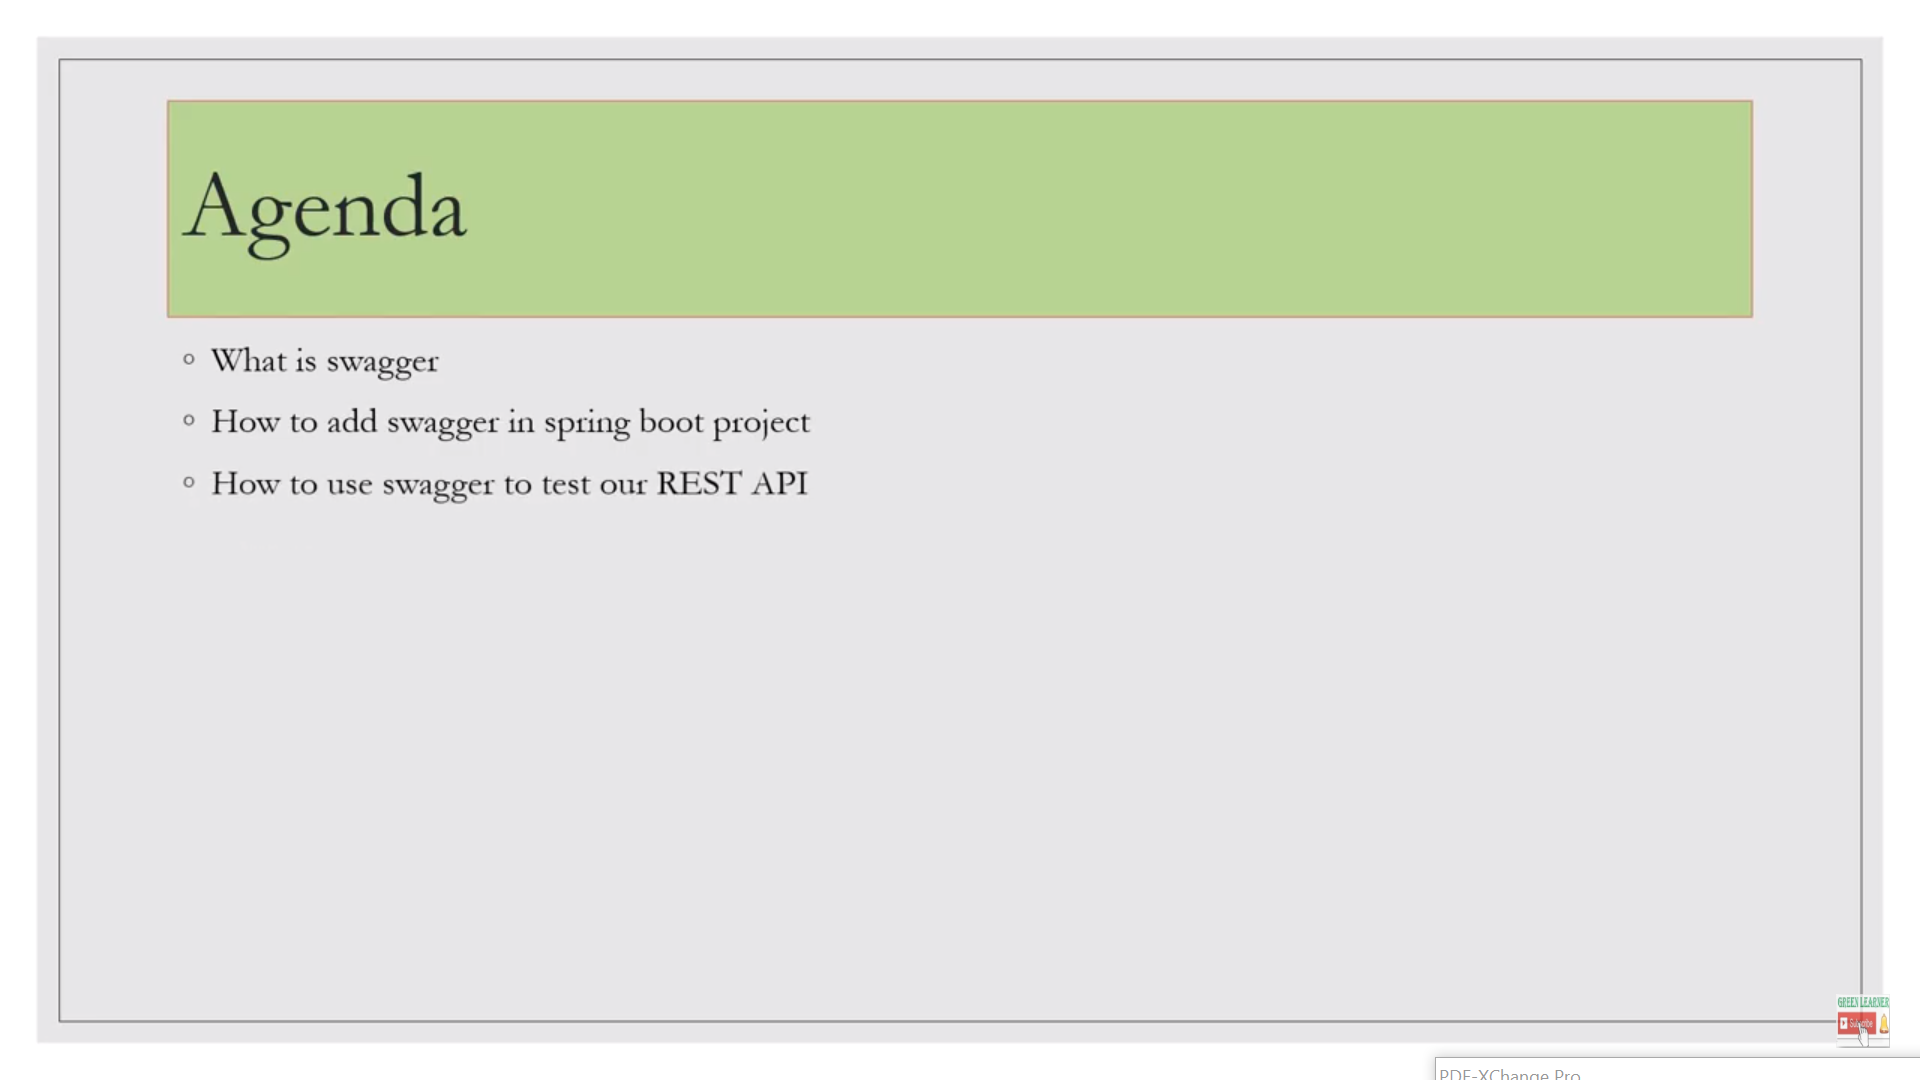 Agenda
What is swagger
How to add swagger in spring boot project
How to use swagger to test our REST API
GREEN LEARNER
Subscribe
PDF-XChange Pro